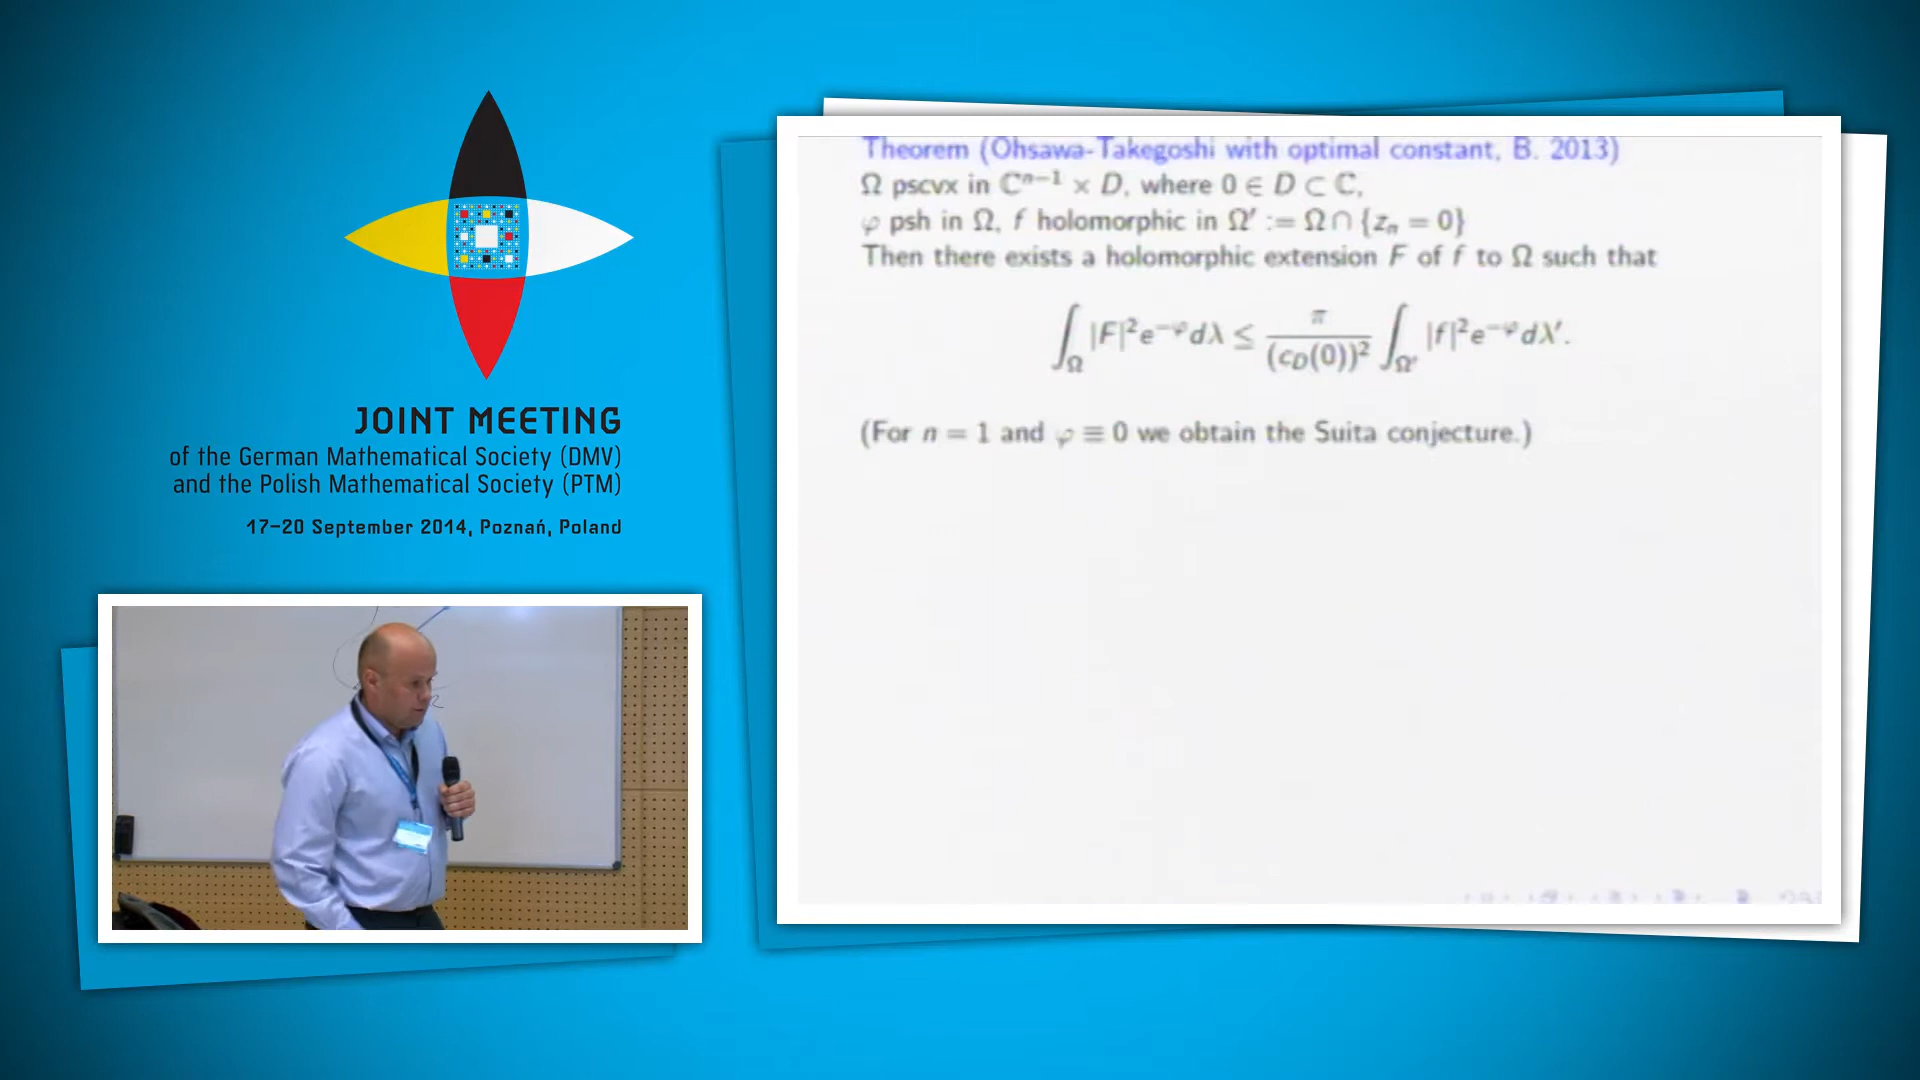 JOINT MEETING
of the German Mathematical Society (DMV)
and the Polish Mathematical Society (PTM)
17–20 September 2014, Poznań, Poland
Theorem (Ohsawa-Takegoshi with optimal constant, B. 2013)
Ω pscvx in ℂⁿ⁻¹ × D, where 0 ∈ D ⊂ ℂ,
φ psh in Ω, f holomorphic in Ω′ := Ω ∩ {zₙ = 0}
Then there exists a holomorphic extension F of f to Ω such that
∫_Ω |F|²e^{−φ}dλ ≤ π/(c_D(0))² ∫_Ω′ |f|²e^{−φ}dλ′.
(For n = 1 and φ ≡ 0 we obtain the Suita conjecture.)